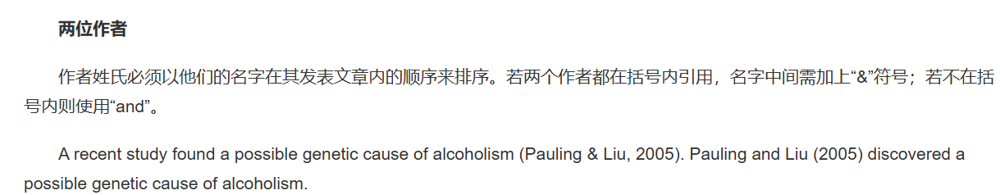 两位作者
作者姓氏必须以他们的名字在其发表文章内的顺序来排序。若两个作者都在括号内引用，名字中间需加上“&”符号；若不在括
号内则使用“and”。
A recent study found a possible genetic cause of alcoholism (Pauling & Liu, 2005). Pauling and Liu (2005) discovered a
possible genetic cause of alcoholism.